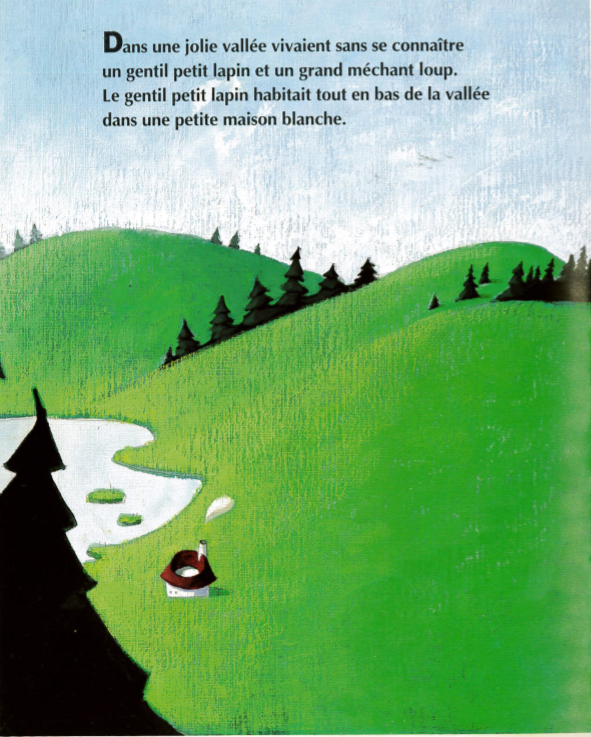 Dans une jolie vallée vivaient sans se connaître
un gentil petit lapin et un grand méchant loup.
Le gentil petit lapin habitait tout en bas de la vallée
dans une petite maison blanche.